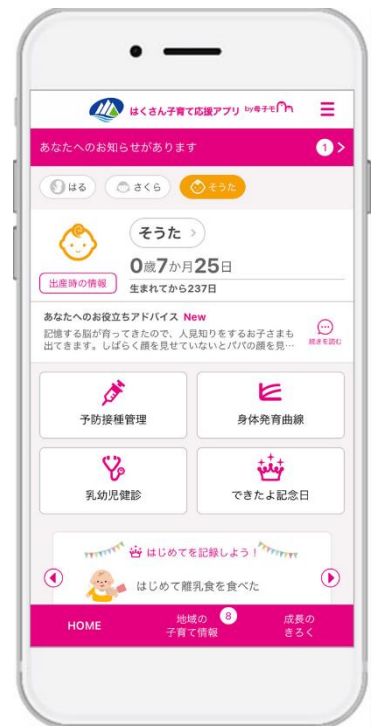 はくさん子育て応援アプリ by母子モ
あなたへのお知らせがあります 1
はる さくら そうた
そうた
0歳7か月25日
出産時の情報
生まれてから237日
あなたへのお役立ちアドバイス New
記憶する脳が育ってきたので、人見知りをするお子さまも
出てきます。しばらく顔を見せていないとパパの顔を見…
続きを読む
予防接種管理 身体発育曲線
乳幼児健診 できたよ記念日
はじめてを記録しよう！
はじめて離乳食を食べた
HOME
地域の
子育て情報
8
成長の
きろく